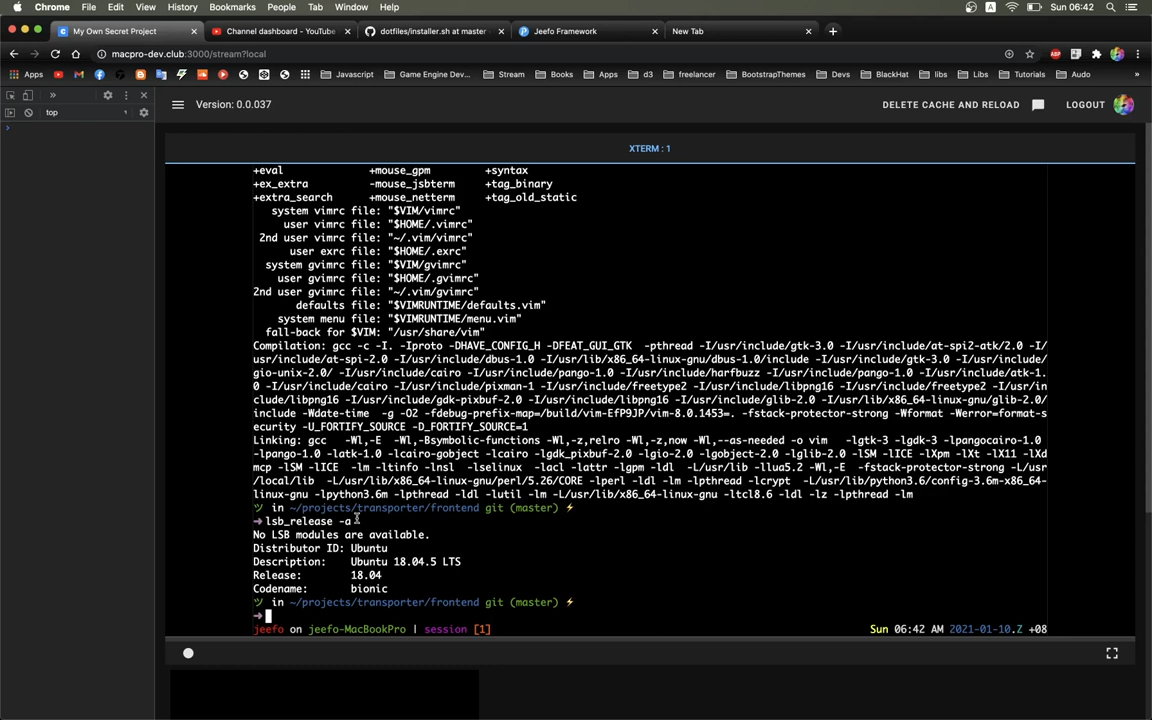 Chrome File Edit View History Bookmarks People Tab Window Help
A Sun 06:42
My Own Secret Project
Channel dashboard - YouTube
dotfiles/installer.sh at master
Jeefo Framework
New Tab
macpro-dev.club:3000/stream?local
ABP
Apps
Javascript
Game Engine Dev...
Stream
Books
Apps
d3
freelancer
BootstrapThemes
Devs
BlackHat
libs
Libs
Tutorials
Audo
»
»
top
Version: 0.0.037
DELETE CACHE AND RELOAD
LOGOUT
XTERM : 1
+eval +mouse_gpm +syntax
+ex_extra -mouse_jsbterm +tag_binary
+extra_search +mouse_netterm +tag_old_static
system vimrc file: "$VIM/vimrc"
user vimrc file: "$HOME/.vimrc"
2nd user vimrc file: "~/.vim/vimrc"
user exrc file: "$HOME/.exrc"
system gvimrc file: "$VIM/gvimrc"
user gvimrc file: "$HOME/.gvimrc"
2nd user gvimrc file: "~/.vim/gvimrc"
defaults file: "$VIMRUNTIME/defaults.vim"
system menu file: "$VIMRUNTIME/menu.vim"
fall-back for $VIM: "/usr/share/vim"
Compilation: gcc -c -I. -Iproto -DHAVE_CONFIG_H -DFEAT_GUI_GTK -pthread -I/usr/include/gtk-3.0 -I/usr/include/at-spi2-atk/2.0 -I/
usr/include/at-spi-2.0 -I/usr/include/dbus-1.0 -I/usr/lib/x86_64-linux-gnu/dbus-1.0/include -I/usr/include/gtk-3.0 -I/usr/include/
gio-unix-2.0/ -I/usr/include/cairo -I/usr/include/pango-1.0 -I/usr/include/harfbuzz -I/usr/include/pango-1.0 -I/usr/include/atk-1.
0 -I/usr/include/cairo -I/usr/include/pixman-1 -I/usr/include/freetype2 -I/usr/include/libpng16 -I/usr/include/freetype2 -I/usr/in
clude/libpng16 -I/usr/include/gdk-pixbuf-2.0 -I/usr/include/libpng16 -I/usr/include/glib-2.0 -I/usr/lib/x86_64-linux-gnu/glib-2.0/
include -Wdate-time -g -O2 -fdebug-prefix-map=/build/vim-EfP9JP/vim-8.0.1453=. -fstack-protector-strong -Wformat -Werror=format-s
ecurity -U_FORTIFY_SOURCE -D_FORTIFY_SOURCE=1
Linking: gcc -Wl,-E -Wl,-Bsymbolic-functions -Wl,-z,relro -Wl,-z,now -Wl,--as-needed -o vim -lgtk-3 -lgdk-3 -lpangocairo-1.0
-lpango-1.0 -latk-1.0 -lcairo-gobject -lcairo -lgdk_pixbuf-2.0 -lgio-2.0 -lgobject-2.0 -lglib-2.0 -lSM -lICE -lXpm -lXt -lX11 -lXd
mcp -lSM -lICE -lm -ltinfo -lnsl -lselinux -lacl -lattr -lgpm -ldl -L/usr/lib -llua5.2 -Wl,-E -fstack-protector-strong -L/usr
/local/lib -L/usr/lib/x86_64-linux-gnu/perl/5.26/CORE -lperl -ldl -lm -lpthread -lcrypt -L/usr/lib/python3.6/config-3.6m-x86_64-
linux-gnu -lpython3.6m -lpthread -ldl -lutil -lm -L/usr/lib/x86_64-linux-gnu -ltcl8.6 -ldl -lz -lpthread -lm
ツ in ~/projects/transporter/frontend git (master) ⚡
➜ lsb_release -a
No LSB modules are available.
Distributor ID: Ubuntu
Description: Ubuntu 18.04.5 LTS
Release: 18.04
Codename: bionic
ツ in ~/projects/transporter/frontend git (master) ⚡
➜
jeefo on jeefo-MacBookPro | session [1]
Sun 06:42 AM 2021-01-10.Z +08